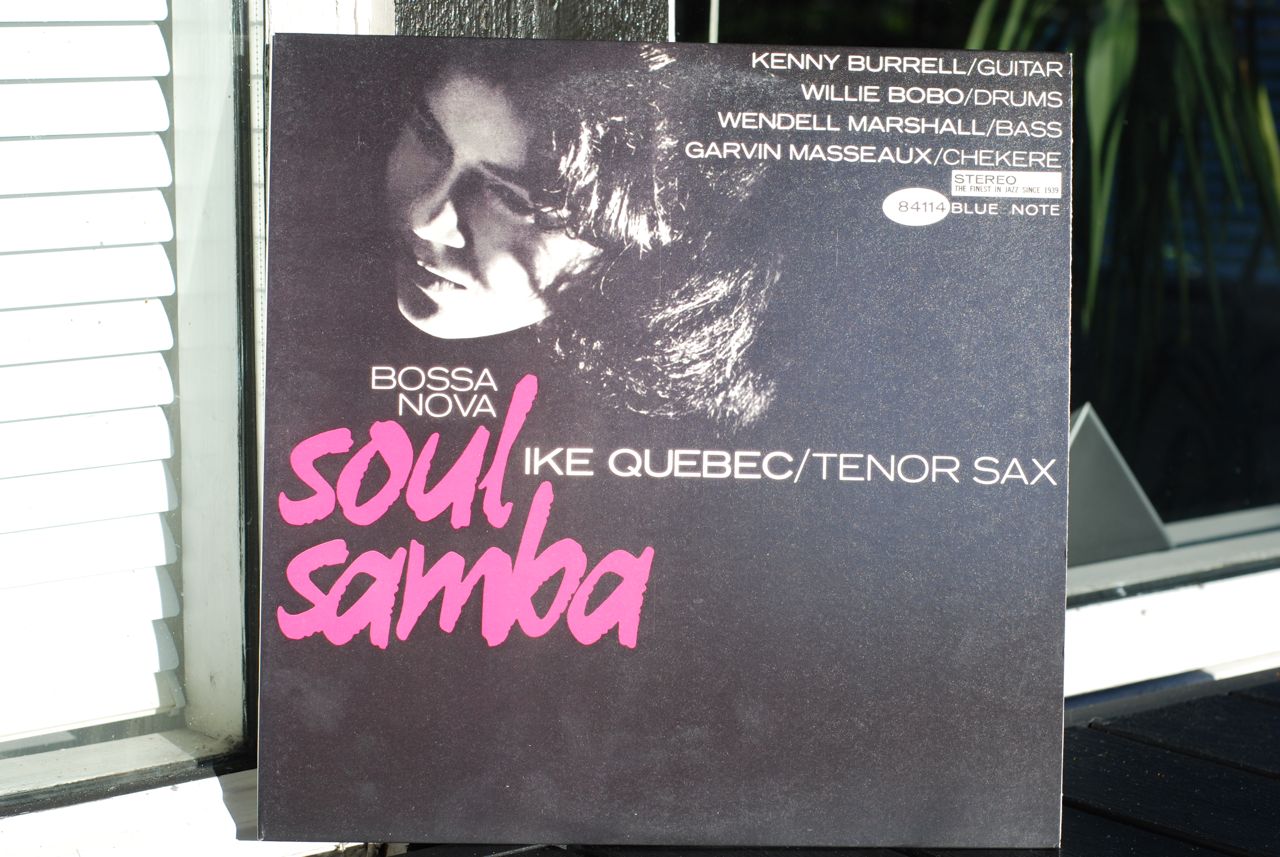 KENNY BURRELL/GUITAR
WILLIE BOBO/DRUMS
WENDELL MARSHALL/BASS
GARVIN MASSEAUX/CHEKERE
STEREO
THE FINEST IN JAZZ SINCE 1939
84114 BLUE NOTE
BOSSA
NOVA
soul
IKE QUEBEC/TENOR SAX
samba